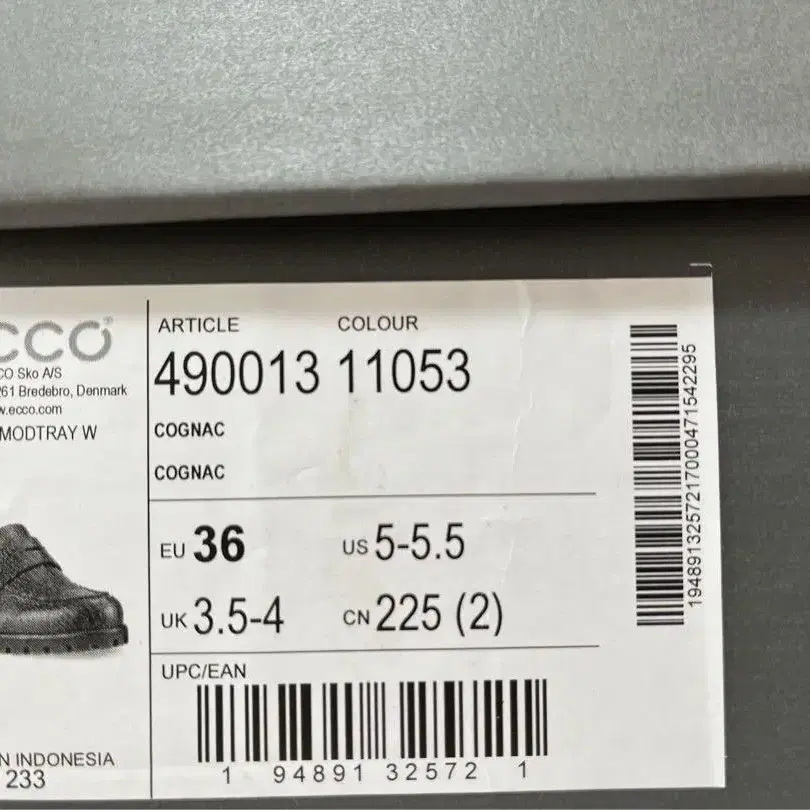 CCO®
CO Sko A/S
261 Bredebro, Denmark
w.ecco.com
MODTRAY W
N INDONESIA
233
ARTICLE COLOUR
490013 11053
COGNAC
COGNAC
EU 36 US 5-5.5
UK 3.5-4 CN 225 (2)
UPC/EAN
1 94891 32572 1
1948913257217000471542295